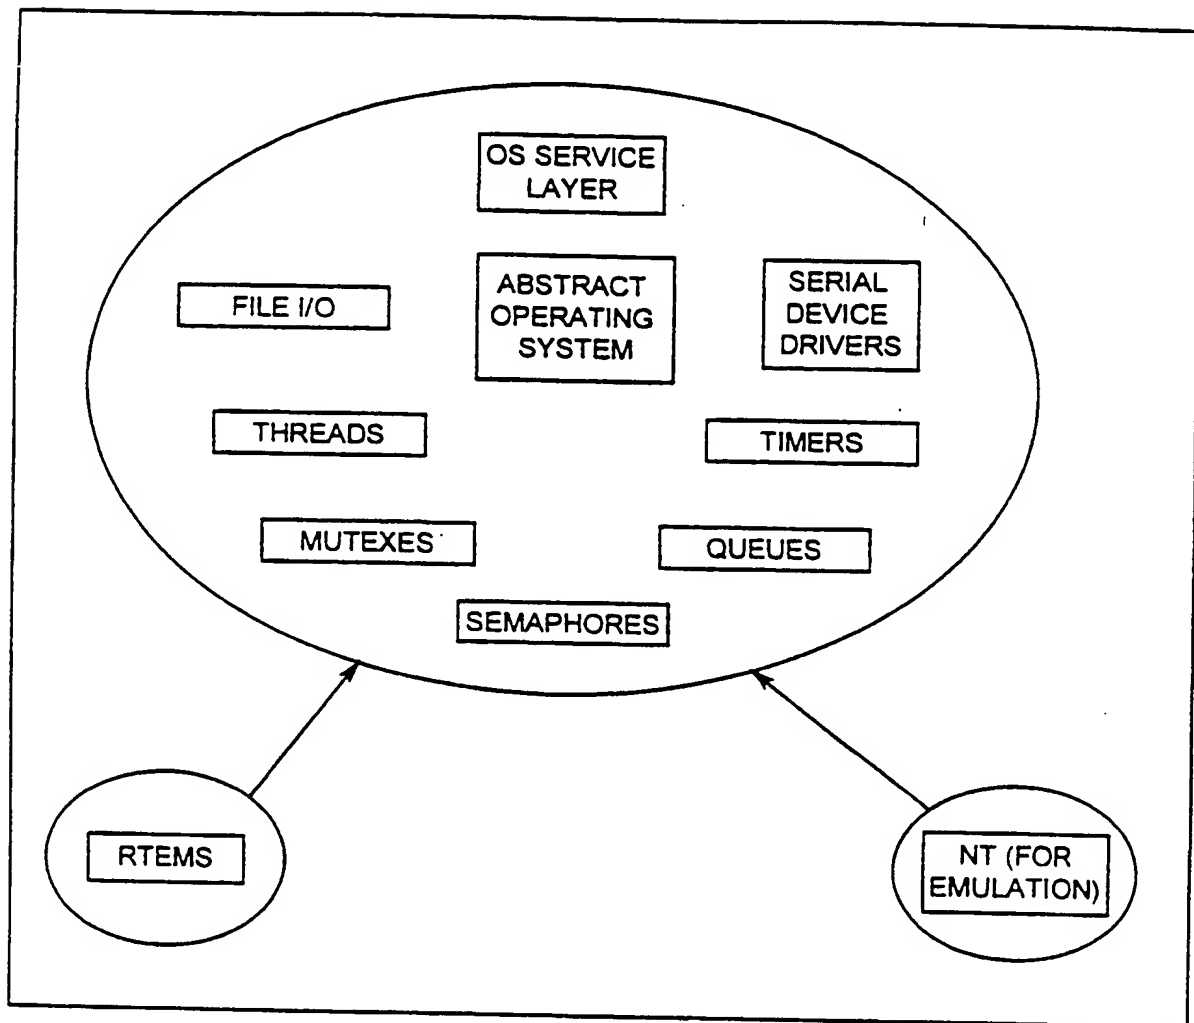 OS SERVICE
LAYER
FILE I/O
ABSTRACT
OPERATING
SYSTEM
SERIAL
DEVICE
DRIVERS
THREADS
TIMERS
MUTEXES
QUEUES
SEMAPHORES
RTEMS
NT (FOR
EMULATION)